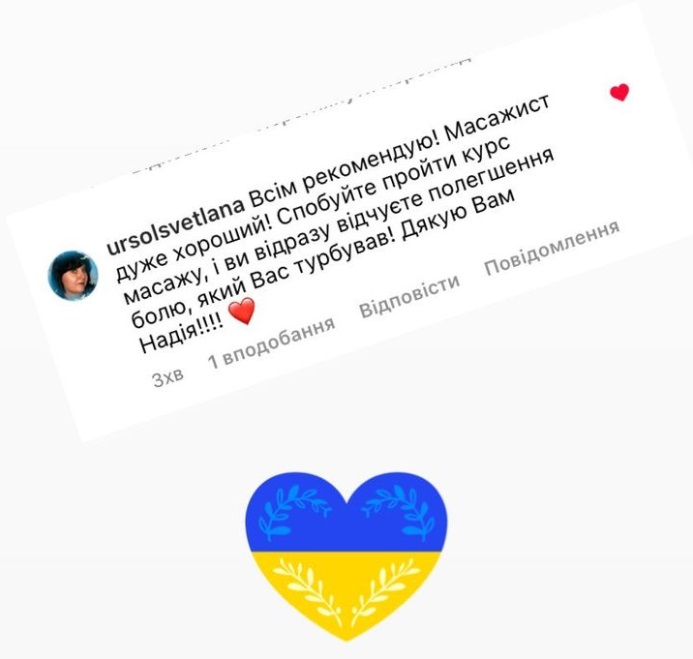 ursolsvetlana Всім рекомендую! Масажист
дуже хороший! Спобуйте пройти курс
масажу, і ви відразу відчуєте полегшення
болю, який Вас турбував! Дякую Вам
Надія!!!! ❤️
3хв 1 вподобання Відповісти Повідомлення